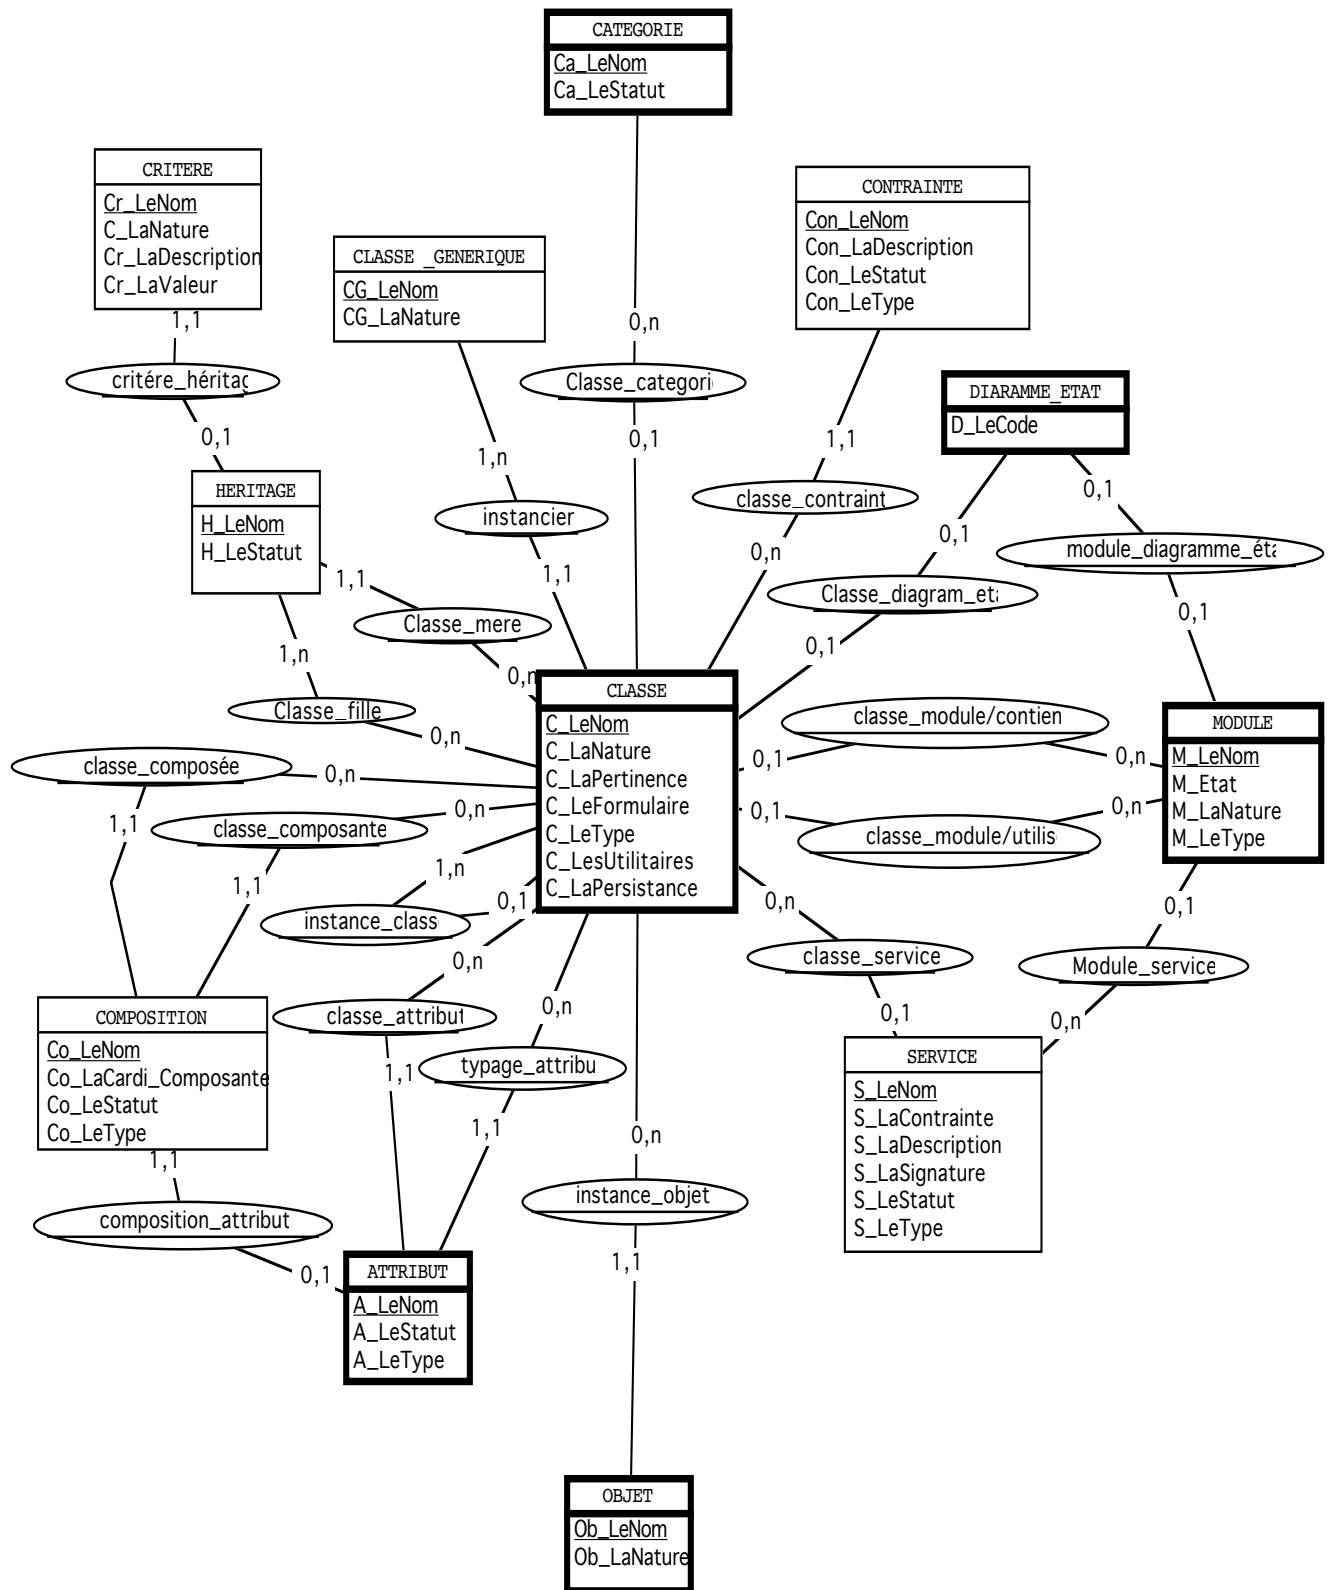 CATEGORIE
Ca_LeNom
Ca_LeStatut
CRITERE
Cr_LeNom
C_LaNature
Cr_LaDescription
Cr_LaValeur
CONTRAINTE
Con_LeNom
Con_LaDescription
Con_LeStatut
Con_LeType
CLASSE _GENERIQUE
CG_LeNom
CG_LaNature
1,1
0,n
critére_héritag
Classe_categori
DIARAMME_ETAT
D_LeCode
0,1
0,1
1,n
1,1
0,1
HERITAGE
H_LeNom
H_LeStatut
classe_contraint
instancier
0,1
0,n
module_diagramme_éta
1,1
1,1
Classe_diagram_eta
0,1
Classe_mere
0,1
1,n
0,n
Classe_fille
0,n
CLASSE
C_LeNom
C_LaNature
C_LaPertinence
C_LeFormulaire
C_LeType
C_LesUtilitaires
C_LaPersistance
classe_module/contien
0,1
0,n
MODULE
M_LeNom
M_Etat
M_LaNature
M_LeType
classe_composée
0,n
1,1
classe_composante
0,n
0,1
0,n
classe_module/utilis
1,n
1,1
0,1
instance_class
0,n
0,1
0,n
classe_service
Module_service
COMPOSITION
Co_LeNom
Co_LaCardi_Composante
Co_LeStatut
Co_LeType
classe_attribut
0,n
0,1
0,n
typage_attribu
1,1
1,1
SERVICE
S_LeNom
S_LaContrainte
S_LaDescription
S_LaSignature
S_LeStatut
S_LeType
1,1
0,n
composition_attribut
instance_objet
0,1
1,1
ATTRIBUT
A_LeNom
A_LeStatut
A_LeType
OBJET
Ob_LeNom
Ob_LaNature